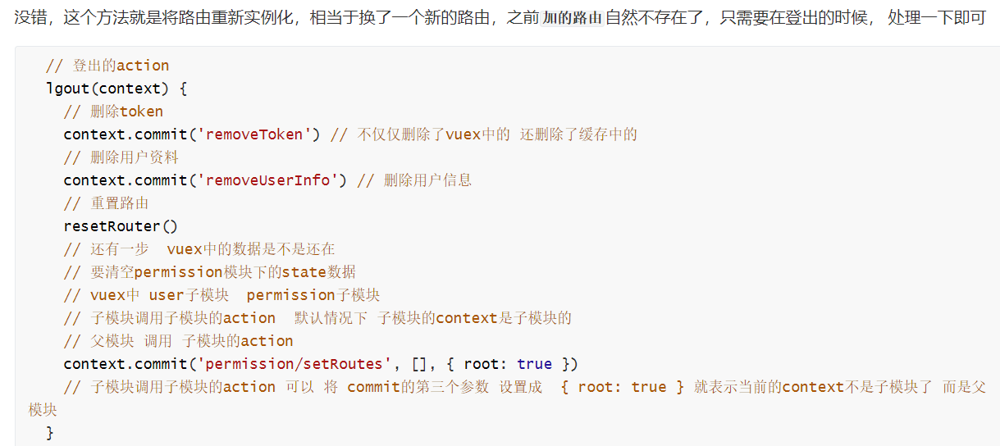 没错，这个方法就是将路由重新实例化，相当于换了一个新的路由，之前加的路由自然不存在了，只需要在登出的时候， 处理一下即可
// 登出的action
lgout(context) {
// 删除token
context.commit('removeToken') // 不仅仅删除了vuex中的 还删除了缓存中的
// 删除用户资料
context.commit('removeUserInfo') // 删除用户信息
// 重置路由
resetRouter()
// 还有一步  vuex中的数据是不是还在
// 要清空permission模块下的state数据
// vuex中 user子模块  permission子模块
// 子模块调用子模块的action  默认情况下 子模块的context是子模块的
// 父模块 调用 子模块的action
context.commit('permission/setRoutes', [], { root: true })
// 子模块调用子模块的action 可以 将 commit的第三个参数 设置成  { root: true } 就表示当前的context不是子模块了 而是父
模块
}